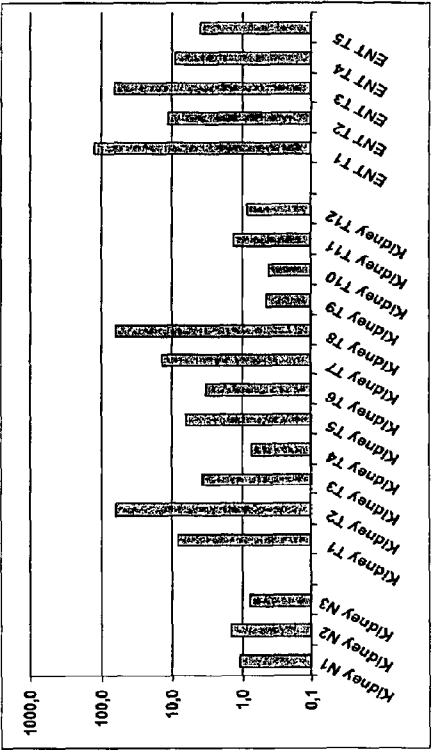 1000,0
100,0
10,0
1,0
0,1
Kidney N1
Kidney N2
Kidney N3
Kidney T1
Kidney T2
Kidney T3
Kidney T4
Kidney T5
Kidney T6
Kidney T7
Kidney T8
Kidney T9
Kidney T10
Kidney T11
Kidney T12
ENT T1
ENT T2
ENT T3
ENT T4
ENT T5